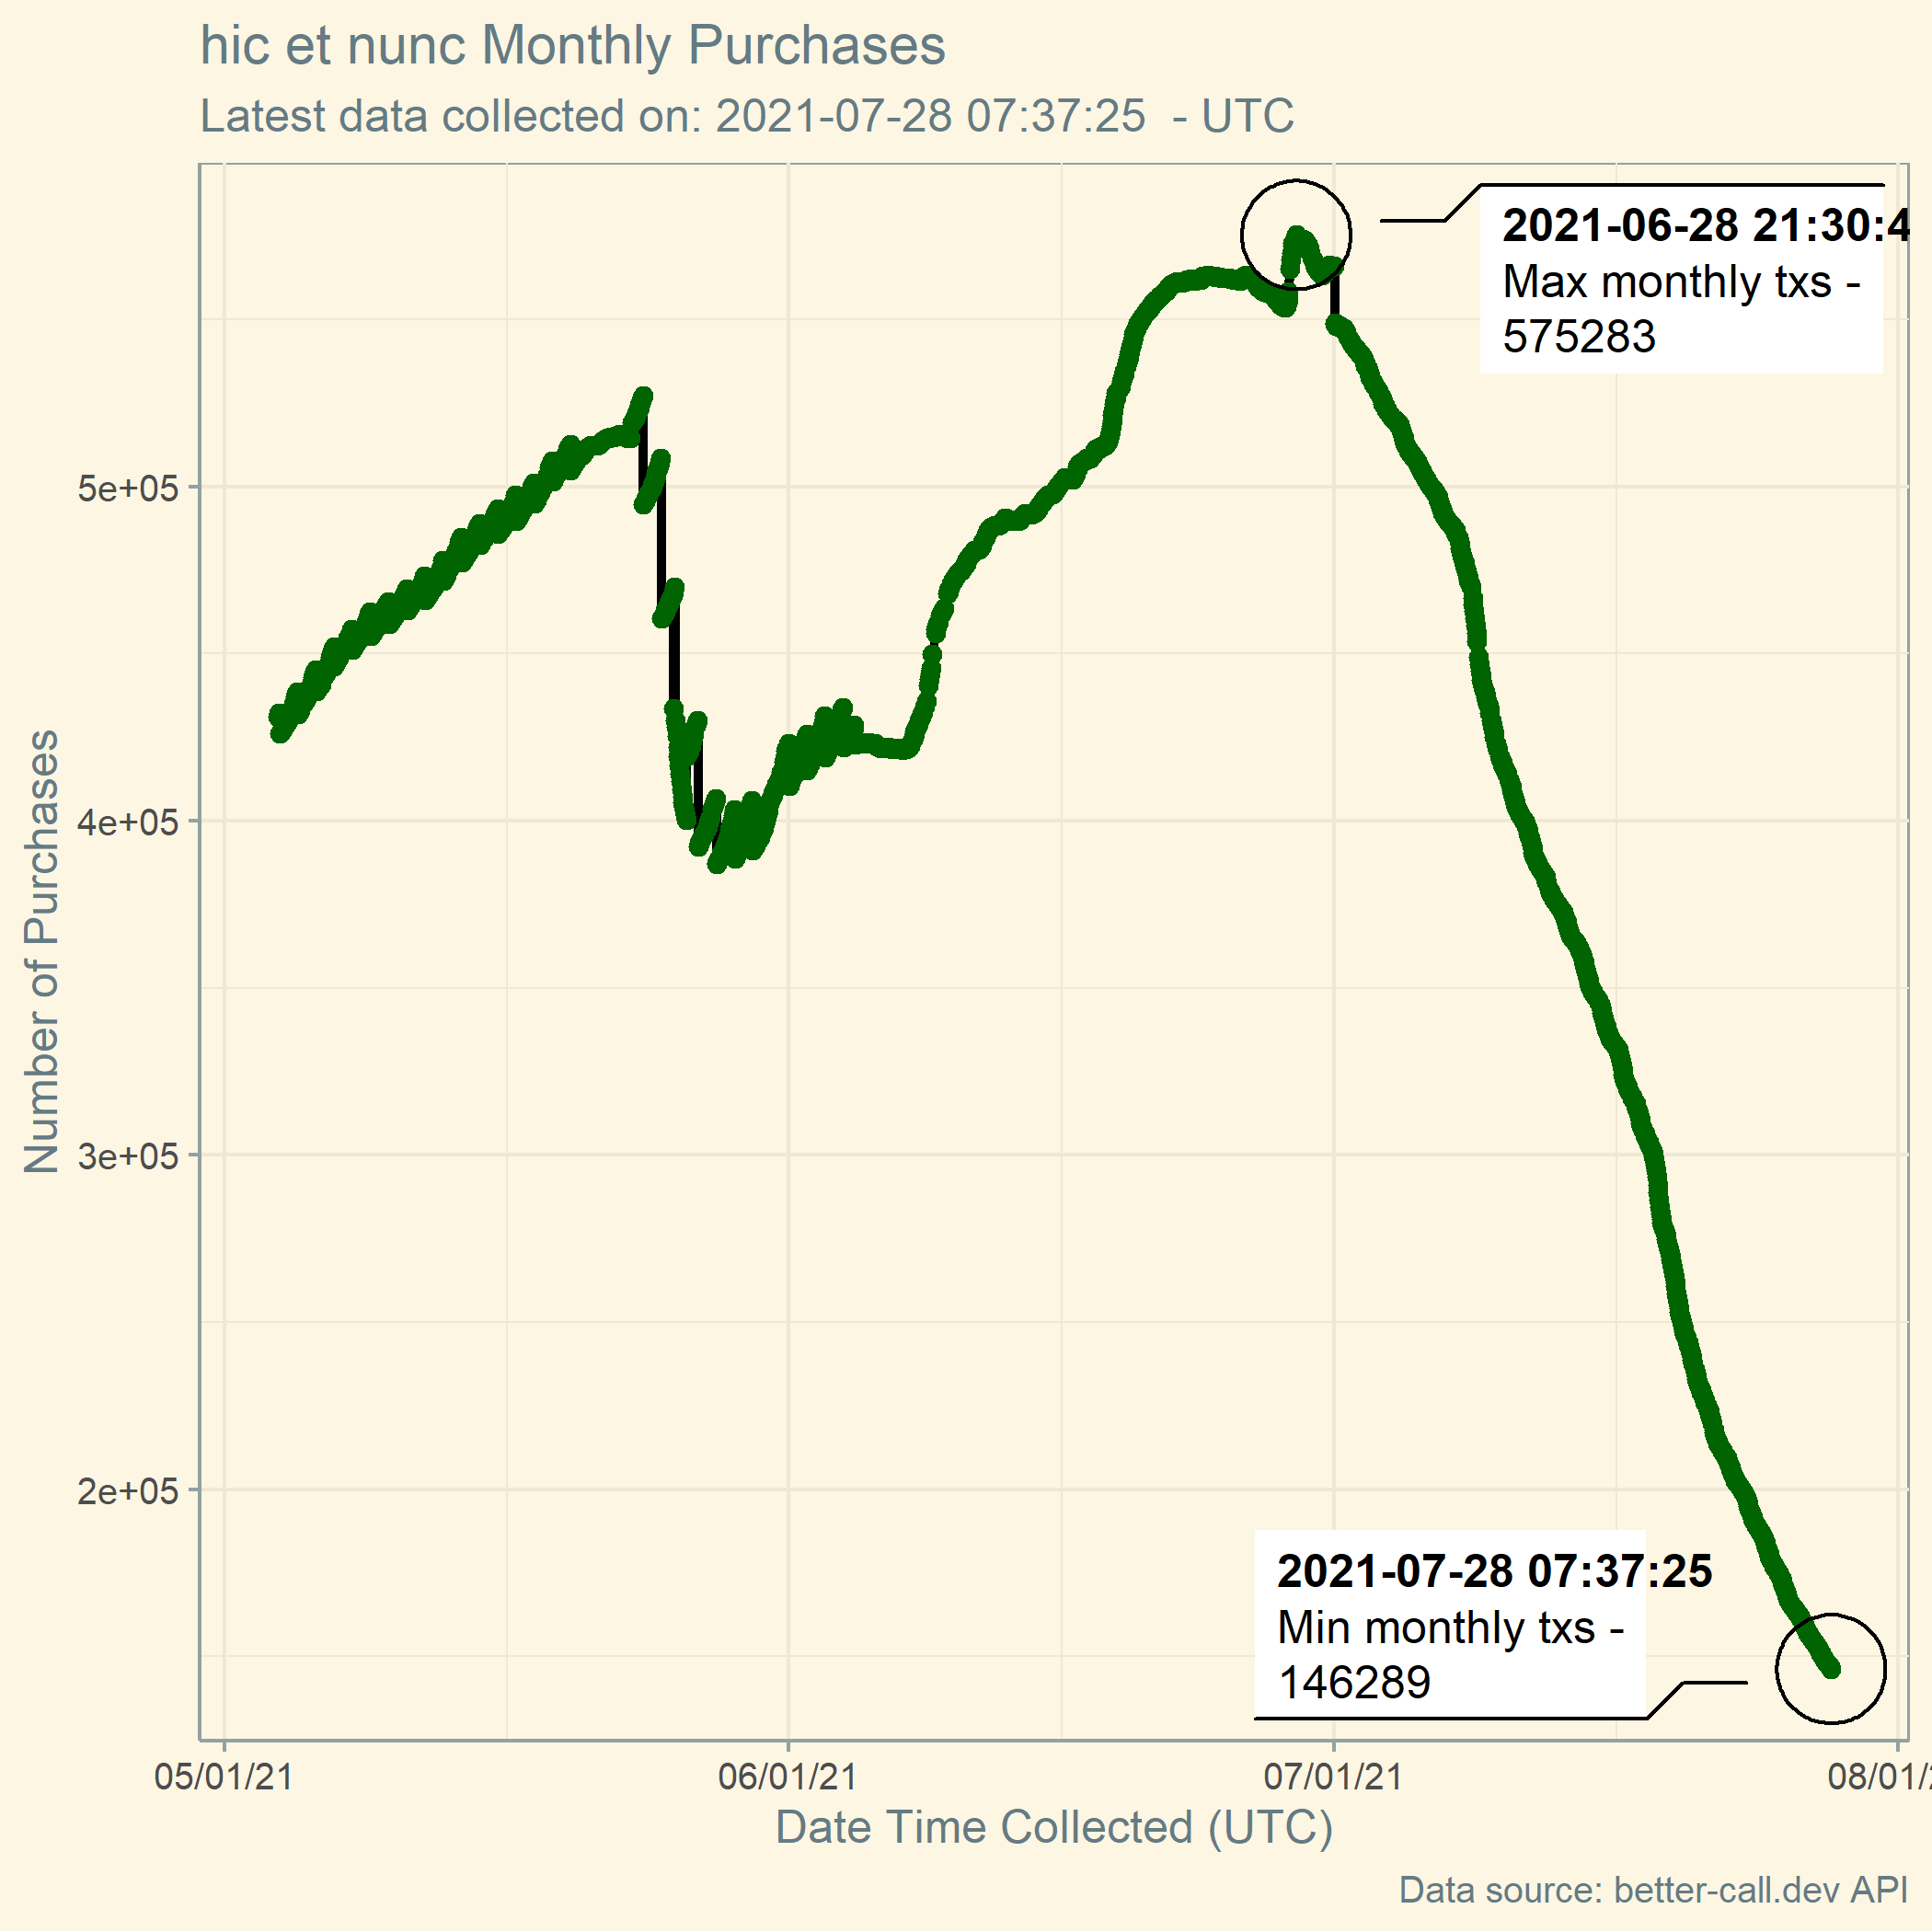 hic et nunc Monthly Purchases
Latest data collected on: 2021-07-28 07:37:25  - UTC
2021-06-28 21:30:4
Max monthly txs -
575283
Number of Purchases
5e+05
4e+05
3e+05
2e+05
2021-07-28 07:37:25
Min monthly txs -
146289
05/01/21
06/01/21
07/01/21
08/01/2
Date Time Collected (UTC)
Data source: better-call.dev API